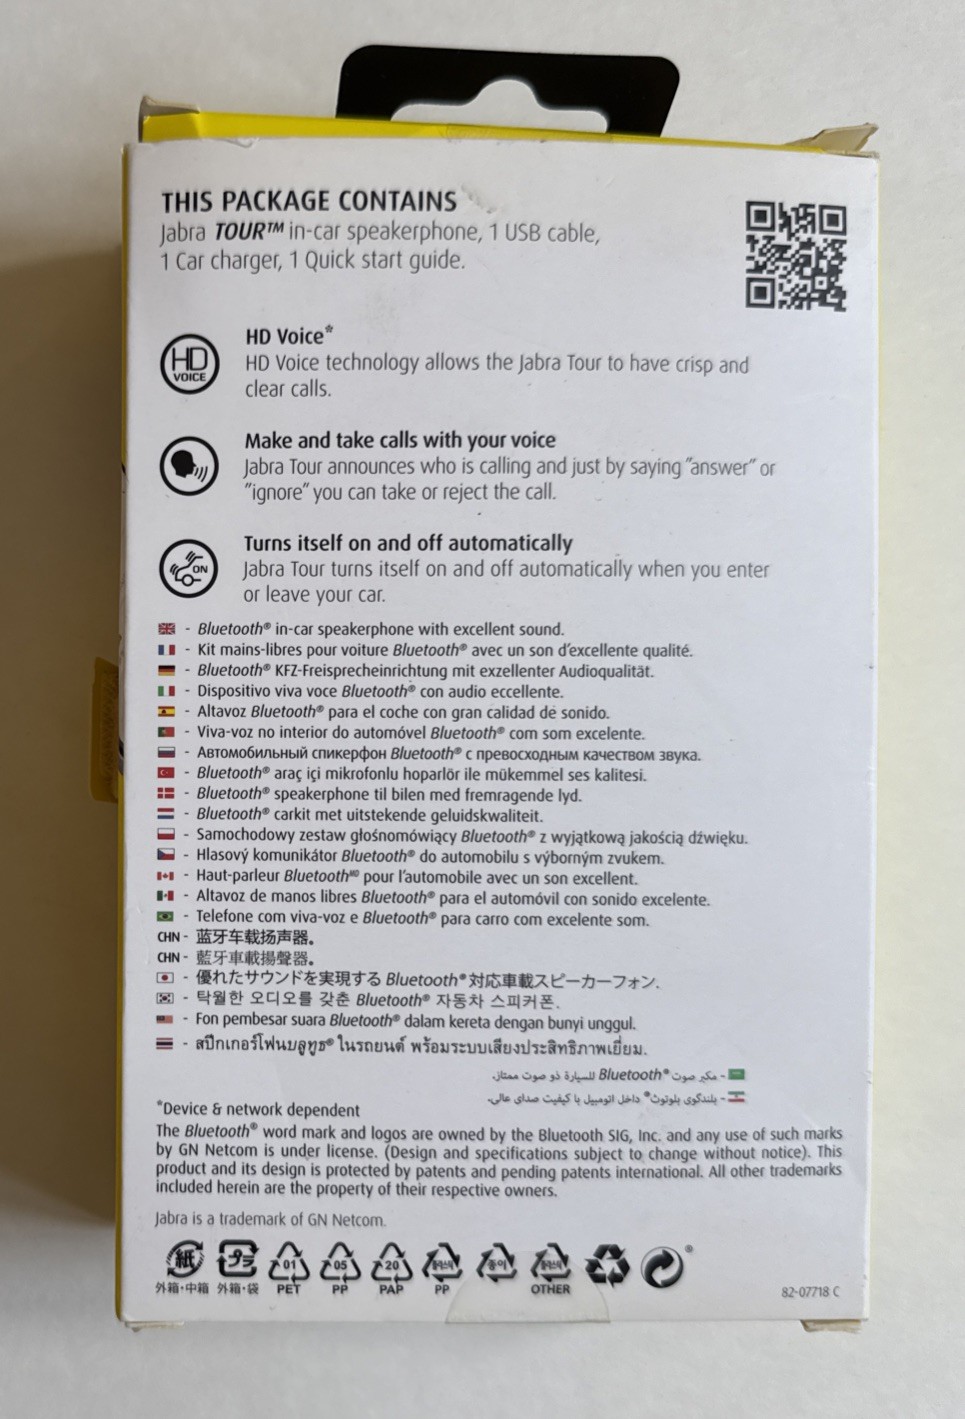 THIS PACKAGE CONTAINS
Jabra TOUR™ in-car speakerphone, 1 USB cable,
1 Car charger, 1 Quick start guide.
HD VOICE
HD Voice*
HD Voice technology allows the Jabra Tour to have crisp and
clear calls.
Make and take calls with your voice
Jabra Tour announces who is calling and just by saying "answer" or
"ignore" you can take or reject the call.
ON
Turns itself on and off automatically
Jabra Tour turns itself on and off automatically when you enter
or leave your car.
- Bluetooth® in-car speakerphone with excellent sound.
- Kit mains-libres pour voiture Bluetooth® avec un son d'excellente qualité.
- Bluetooth® KFZ-Freisprecheinrichtung mit exzellenter Audioqualität.
- Dispositivo viva voce Bluetooth® con audio eccellente.
- Altavoz Bluetooth® para el coche con gran calidad de sonido.
- Viva-voz no interior do automóvel Bluetooth® com som excelente.
- Автомобильный спикерфон Bluetooth® с превосходным качеством звука.
- Bluetooth® araç içi mikrofonlu hoparlör ile mükemmel ses kalitesi.
- Bluetooth® speakerphone til bilen med fremragende lyd.
- Bluetooth® carkit met uitstekende geluidskwaliteit.
- Samochodowy zestaw głośnomówiący Bluetooth® z wyjątkową jakością dźwięku.
- Hlasový komunikátor Bluetooth® do automobilu s výborným zvukem.
- Haut-parleur Bluetooth MD pour l'automobile avec un son excellent.
- Altavoz de manos libres Bluetooth® para el automóvil con sonido excelente.
- Telefone com viva-voz e Bluetooth® para carro com excelente som.
CHN - 蓝牙车载扬声器。
CHN - 藍牙車載揚聲器。
- 優れたサウンドを実現する Bluetooth® 対応車載スピーカーフォン.
- 탁월한 오디오를 갖춘 Bluetooth® 자동차 스피커폰.
- Fon pembesar suara Bluetooth® dalam kereta dengan bunyi unggul.
- สปีกเกอร์โฟนบลูทูธ® ในรถยนต์ พร้อมระบบเสียงประสิทธิภาพเยี่ยม.
- مكبر صوت Bluetooth® للسيارة ذو صوت ممتاز.
- بلندگوی بلوتوث® داخل اتومبیل با کیفیت صدای عالی.
*Device & network dependent
The Bluetooth® word mark and logos are owned by the Bluetooth SIG, Inc. and any use of such marks
by GN Netcom is under license. (Design and specifications subject to change without notice). This
product and its design is protected by patents and pending patents international. All other trademarks
included herein are the property of their respective owners.
Jabra is a trademark of GN Netcom.
紙 プラ 01 05 20 종이 ®
外箱・中箱 外箱・袋 PET PP PAP PP OTHER
82-07718 C